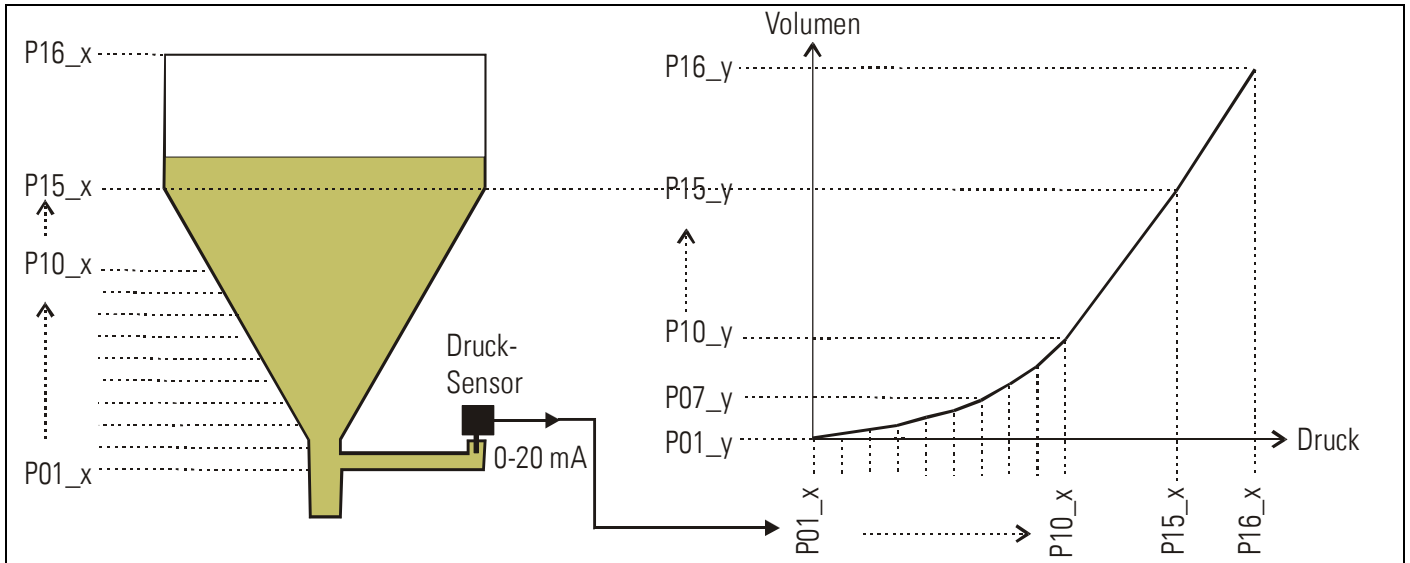 P16_x
P15_x
P10_x
P01_x
Druck-
Sensor
0-20 mA
Volumen
P16_y
P15_y
P10_y
P07_y
P01_y
Druck
P01_x
P10_x
P15_x
P16_x